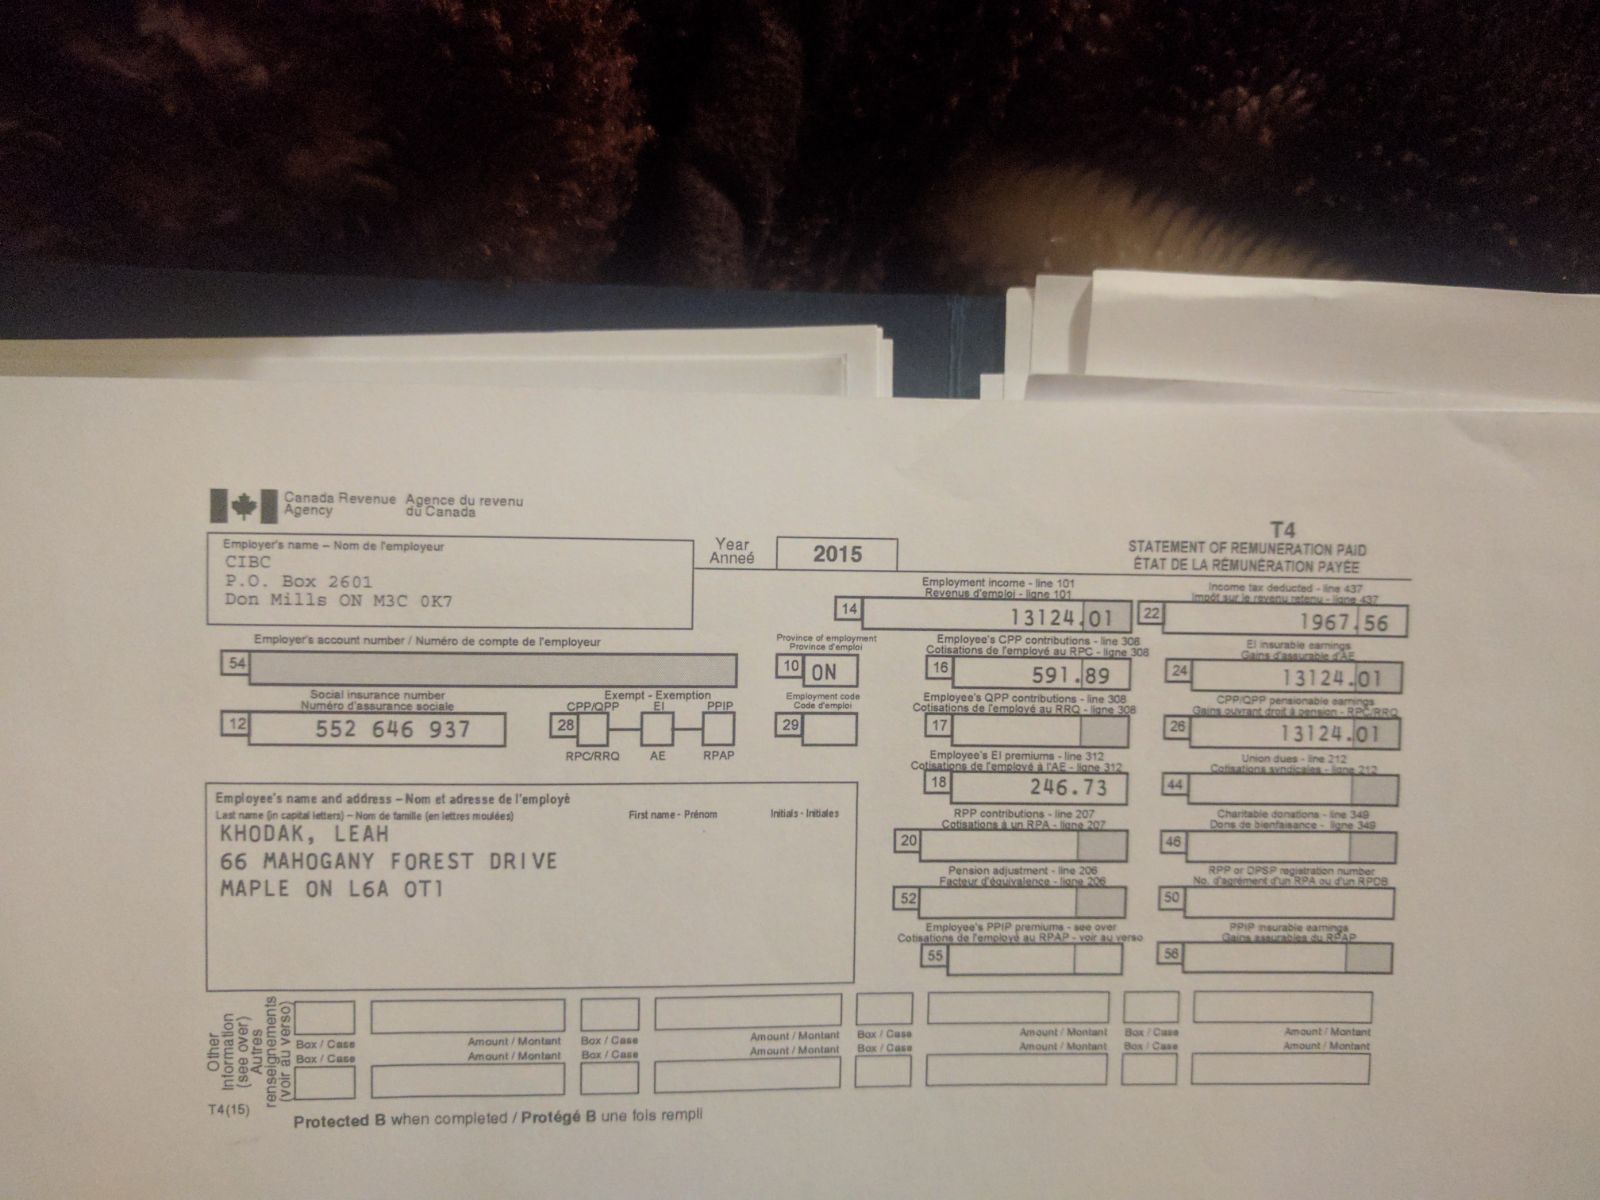 Canada Revenue Agency
Agence du revenu du Canada
T4
STATEMENT OF REMUNERATION PAID
ÉTAT DE LA RÉMUNÉRATION PAYÉE
Employer's name – Nom de l'employeur
CIBC
P.O. Box 2601
Don Mills ON M3C 0K7
Year
Anneé
2015
Employment income - line 101
Revenus d'emploi - ligne 101
14 13124.01
Income tax deducted - line 437
Impôt sur le revenu retenu - ligne 437
22 1967.56
Employer's account number / Numéro de compte de l'employeur
54
Province of employment
Province d'emploi
10 ON
Employee's CPP contributions - line 308
Cotisations de l'employé au RPC - ligne 308
16 591.89
EI insurable earnings
Gains d'assurable d'AE
24 13124.01
Social insurance number
Numéro d'assurance sociale
12 552 646 937
Exempt - Exemption
CPP/QPP EI PPIP
28
RPC/RRQ AE RPAP
Employment code
Code d'emploi
29
Employee's QPP contributions - line 308
Cotisations de l'employé au RRQ - ligne 308
17
CPP/QPP pensionable earnings
Gains ouvrant droit à pension - RPC/RRQ
26 13124.01
Employee's EI premiums - line 312
Cotisations de l'employé à l'AE - ligne 312
18 246.73
Union dues - line 212
Cotisations syndicales - ligne 212
44
Employee's name and address – Nom et adresse de l'employé
Last name (in capital letters) – Nom de famille (en lettres moulées) First name - Prénom Initials - Initiales
KHODAK, LEAH
66 MAHOGANY FOREST DRIVE
MAPLE ON L6A 0T1
RPP contributions - line 207
Cotisations à un RPA - ligne 207
20
Charitable donations - line 349
Dons de bienfaisance - ligne 349
46
Pension adjustment - line 206
Facteur d'équivalence - ligne 206
52
RPP or DPSP registration number
No. d'agrément d'un RPA ou d'un RPDB
50
Employee's PPIP premiums - see over
Cotisations de l'employé au RPAP - voir au verso
55
PPIP insurable earnings
Gains assurables du RPAP
56
Other
Information
(see over)
Autres
renseignements
(voir au verso)
Box / Case Amount / Montant Box / Case Amount / Montant Box / Case Amount / Montant Box / Case Amount / Montant
Box / Case Amount / Montant Box / Case Amount / Montant Box / Case Amount / Montant Box / Case Amount / Montant
T4(15)
Protected B when completed / Protégé B une fois rempli